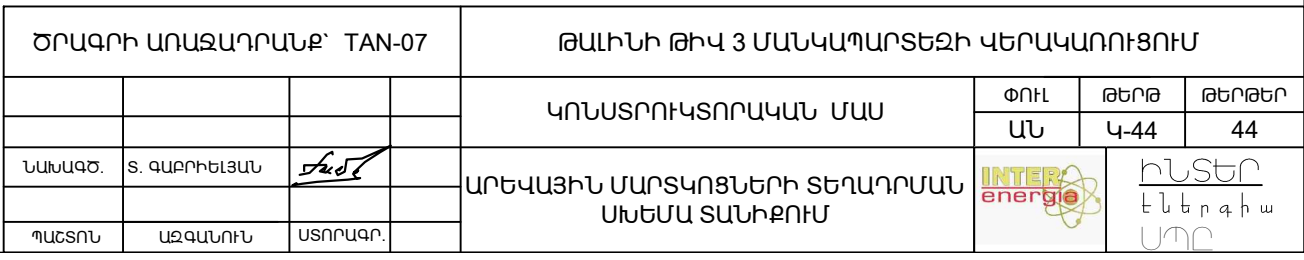 ԾՐԱԳՐԻ ԱՌԱՋԱԴՐԱՆՔ՝ TAN-07
ԹԱԼԻՆԻ ԹԻՎ 3 ՄԱՆԿԱՊԱՐՏԵԶԻ ՎԵՐԱԿԱՌՈՒՑՈՒՄ
ԿՈՆՍՏՐՈՒԿՏՈՐԱԿԱՆ ՄԱՍ
ՓՈՒԼ ԹԵՐԹ ԹԵՐԹԵՐ
ԱՆ Կ-44 44
ՆԱԽԱԳԾ. Տ. ԳԱԲՐԻԵԼՅԱՆ
ՊԱՇՏՈՆ ԱԶԳԱՆՈՒՆ ՍՏՈՐԱԳՐ.
ԱՐԵՎԱՅԻՆ ՄԱՐՏԿՈՑՆԵՐԻ ՏԵՂԱԴՐՄԱՆ
ՍԽԵՄԱ ՏԱՆԻՔՈՒՄ
INTER
energia
ԻՆՏԵՐ
էներգիա
ՍՊԸ